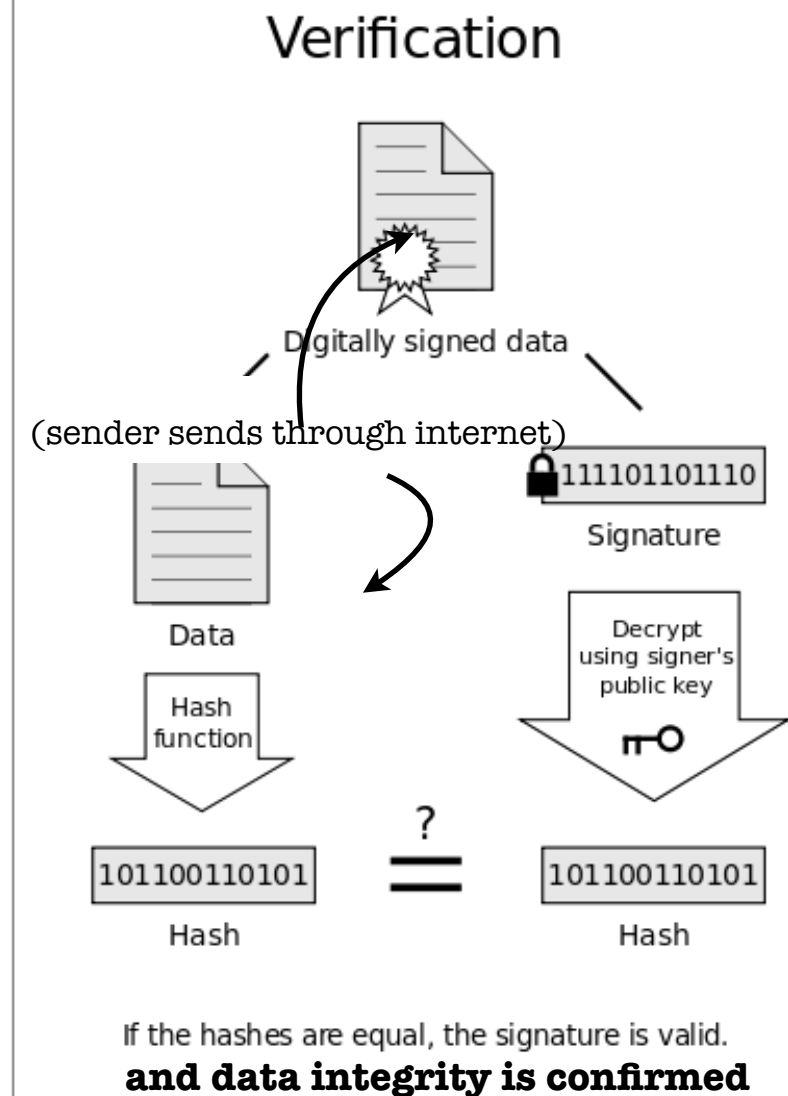 Verification
Digitally signed data
(sender sends through internet)
111101101110
Signature
Data
Hash
function
Decrypt
using signer's
public key
?
101100110101
Hash
101100110101
Hash
If the hashes are equal, the signature is valid.
and data integrity is confirmed